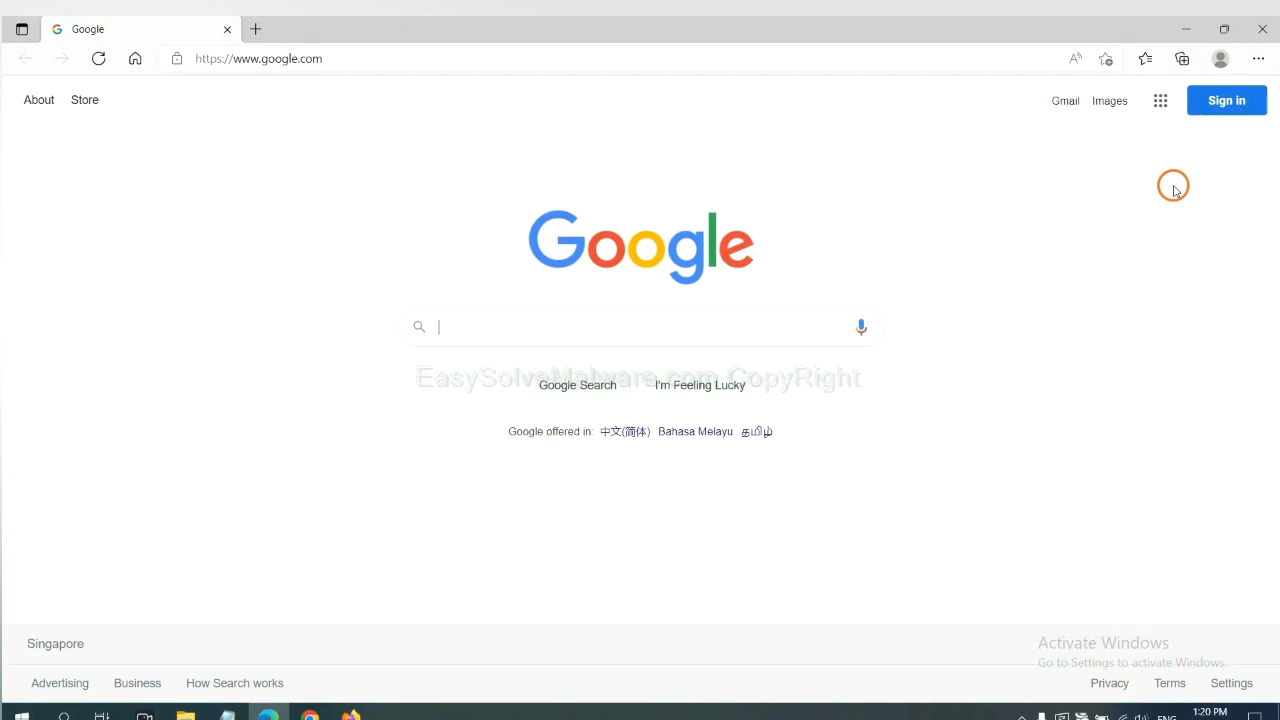 Google
https://www.google.com
About Store
Gmail Images Sign in
Google
EasySolveMalware.com CopyRight
Google Search I'm Feeling Lucky
Google offered in: 中文(简体) Bahasa Melayu தமிழ்
Singapore
Activate Windows
Go to Settings to activate Windows.
Advertising Business How Search works
Privacy Terms Settings
1:20 PM
ENG